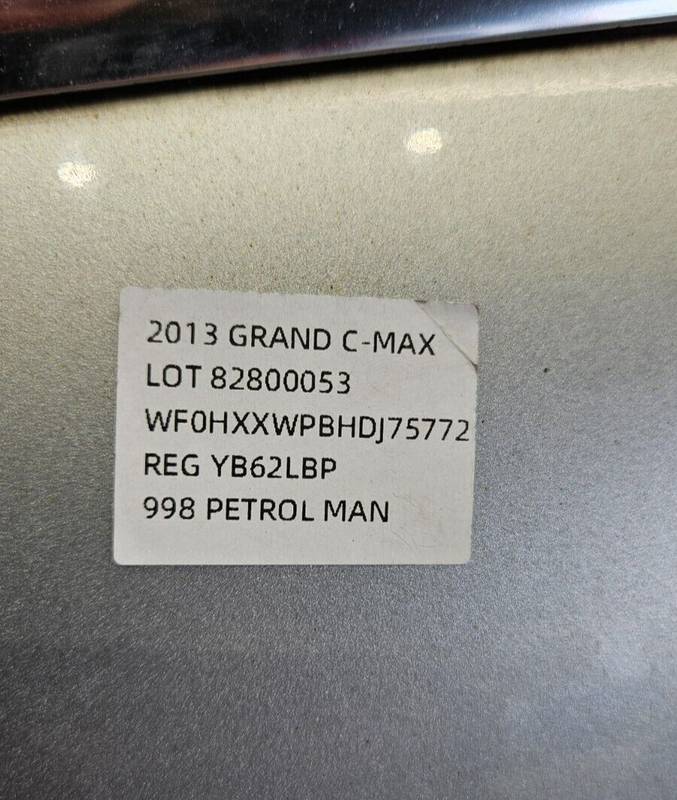 2013 GRAND C-MAX
LOT 82800053
WF0HXXWPBHDJ75772
REG YB62LBP
998 PETROL MAN